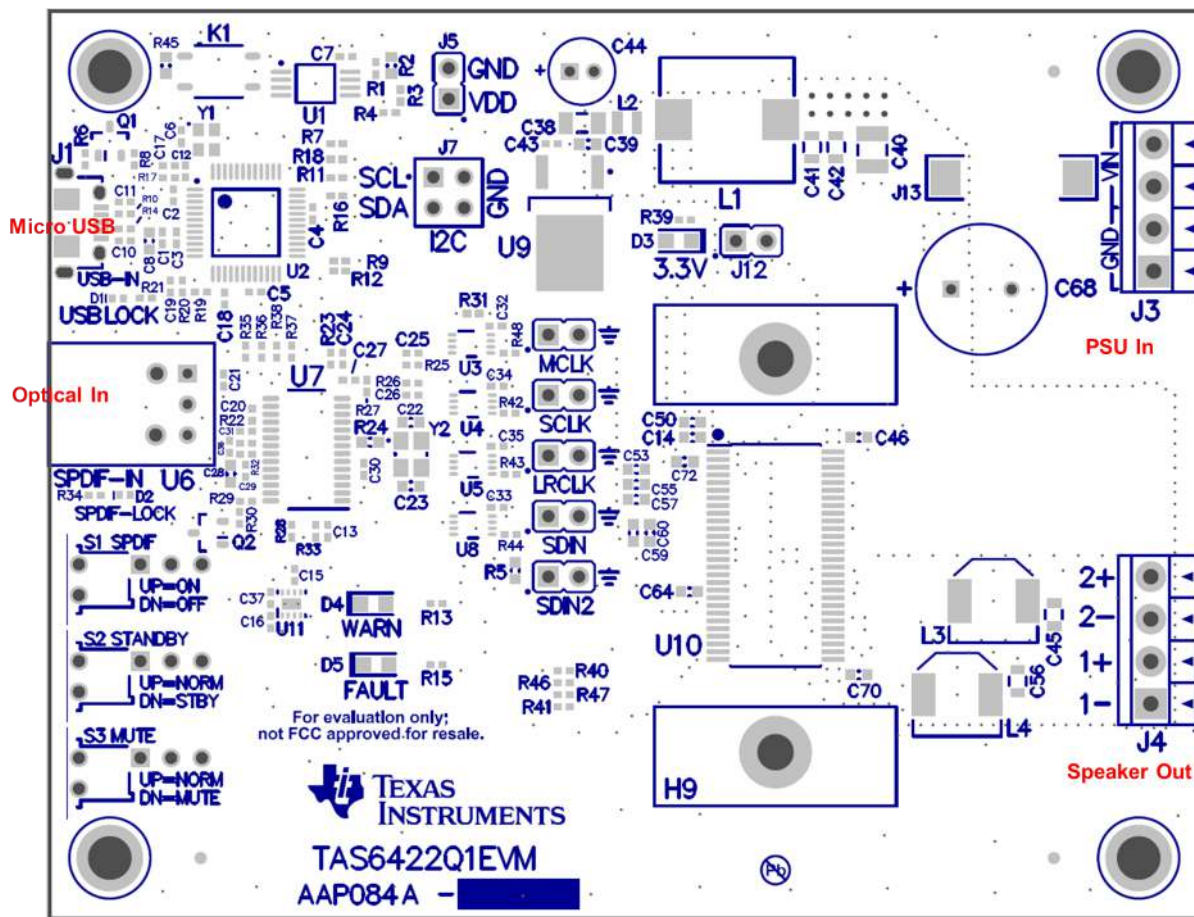 R45
K1
C7
R2
J5
GND
VDD
C44
+
C68
U1
R1
R3
R4
L2
C38
C43
C39
R6
Q1
Y1
C6
C17
C12
R8
R17
J1
R7
R18
R11
J7
SCL
SDA
GND
I2C
C41
C42
C40
L1
J13
VIN
GND
J3
PSU In
Micro USB
C11
R10
R14
C2
C10
C8
C1
C3
USB-IN
U2
C4
R16
R9
R12
U9
R39
D3
3.3V
J12
+
C68
D1
R21
USB LOCK
C19
R20
R19
C18
C5
R35
R36
R38
R37
R23
C24
R31
C32
R48
MCLK
Optical In
C21
U7
C27
C25
R25
U3
C34
R26
C26
R27
R42
SCLK
C20
R22
C31
C36
R24
C22
Y2
U4
C35
C50
C14
C46
R43
LRCLK
C53
C72
C28
R32
C29
C30
C23
U5
C33
C55
C57
SPDIF-IN
U6
R34
D2
SPDIF-LOCK
R29
R30
Q2
R28
R33
C13
U8
R44
SDIN
C60
C59
S1 SPDIF
UP=ON
DN=OFF
C15
C37
C16
U11
R5
SDIN2
C64
D4
WARN
R13
2+
2-
1+
1-
L3
C45
S2 STANDBY
UP=NORM
DN=STBY
D5
FAULT
R15
R46
R40
R41
R47
U10
C70
C56
L4
J4
Speaker Out
For evaluation only;
not FCC approved for resale.
S3 MUTE
UP=NORM
DN=MUTE
TEXAS
INSTRUMENTS
H9
TAS6422Q1EVM
AAP084A -
Pb